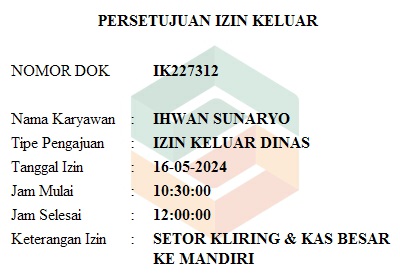 PERSETUJUAN IZIN KELUAR
NOMOR DOK IK227312
Nama Karyawan : IHWAN SUNARYO
Tipe Pengajuan : IZIN KELUAR DINAS
Tanggal Izin : 16-05-2024
Jam Mulai : 10:30:00
Jam Selesai : 12:00:00
Keterangan Izin : SETOR KLIRING & KAS BESAR
KE MANDIRI